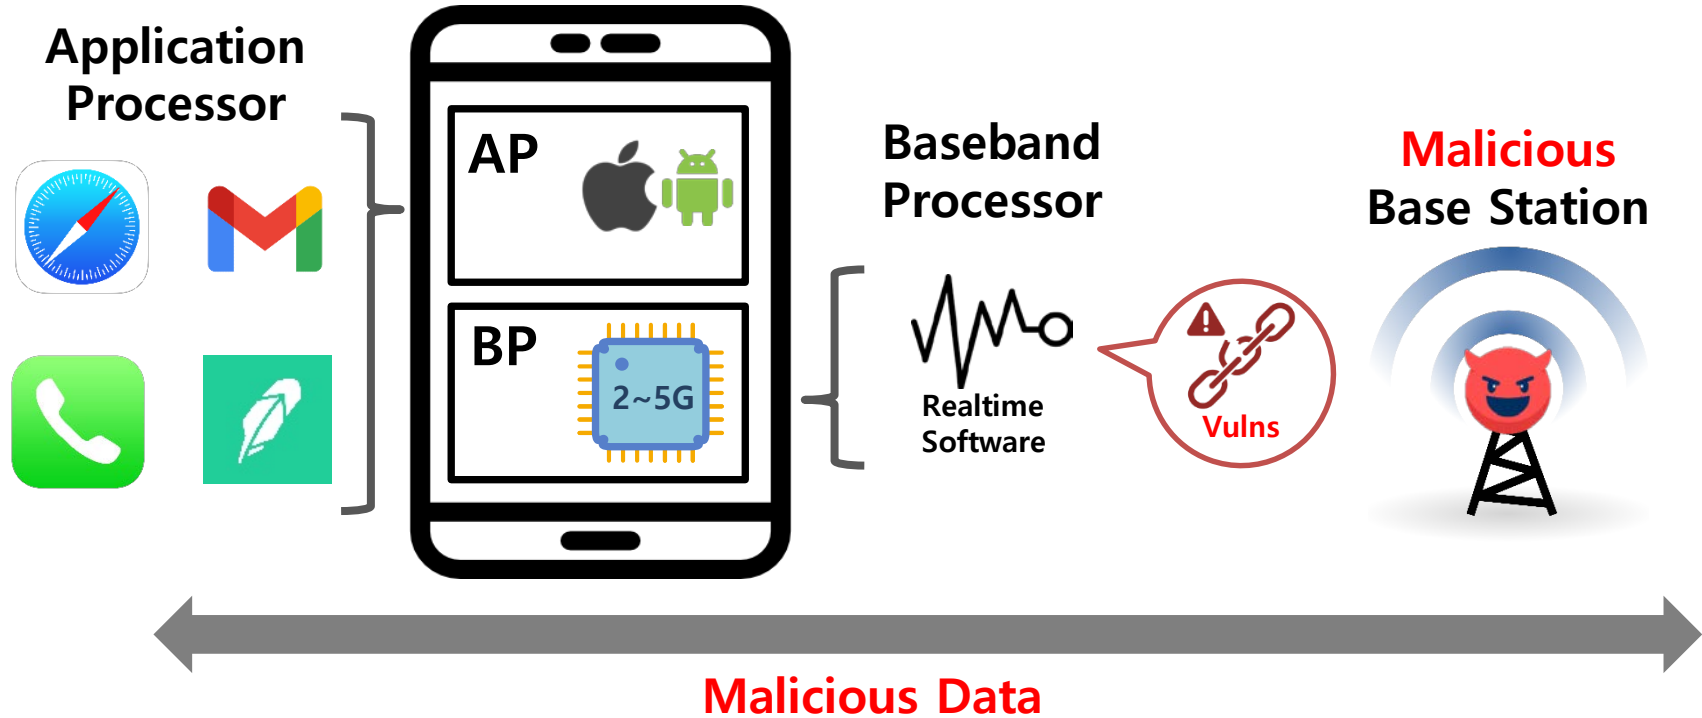 Application
Processor
AP
BP
2~5G
Baseband
Processor
Realtime
Software
Vulns
Malicious
Base Station
Malicious Data